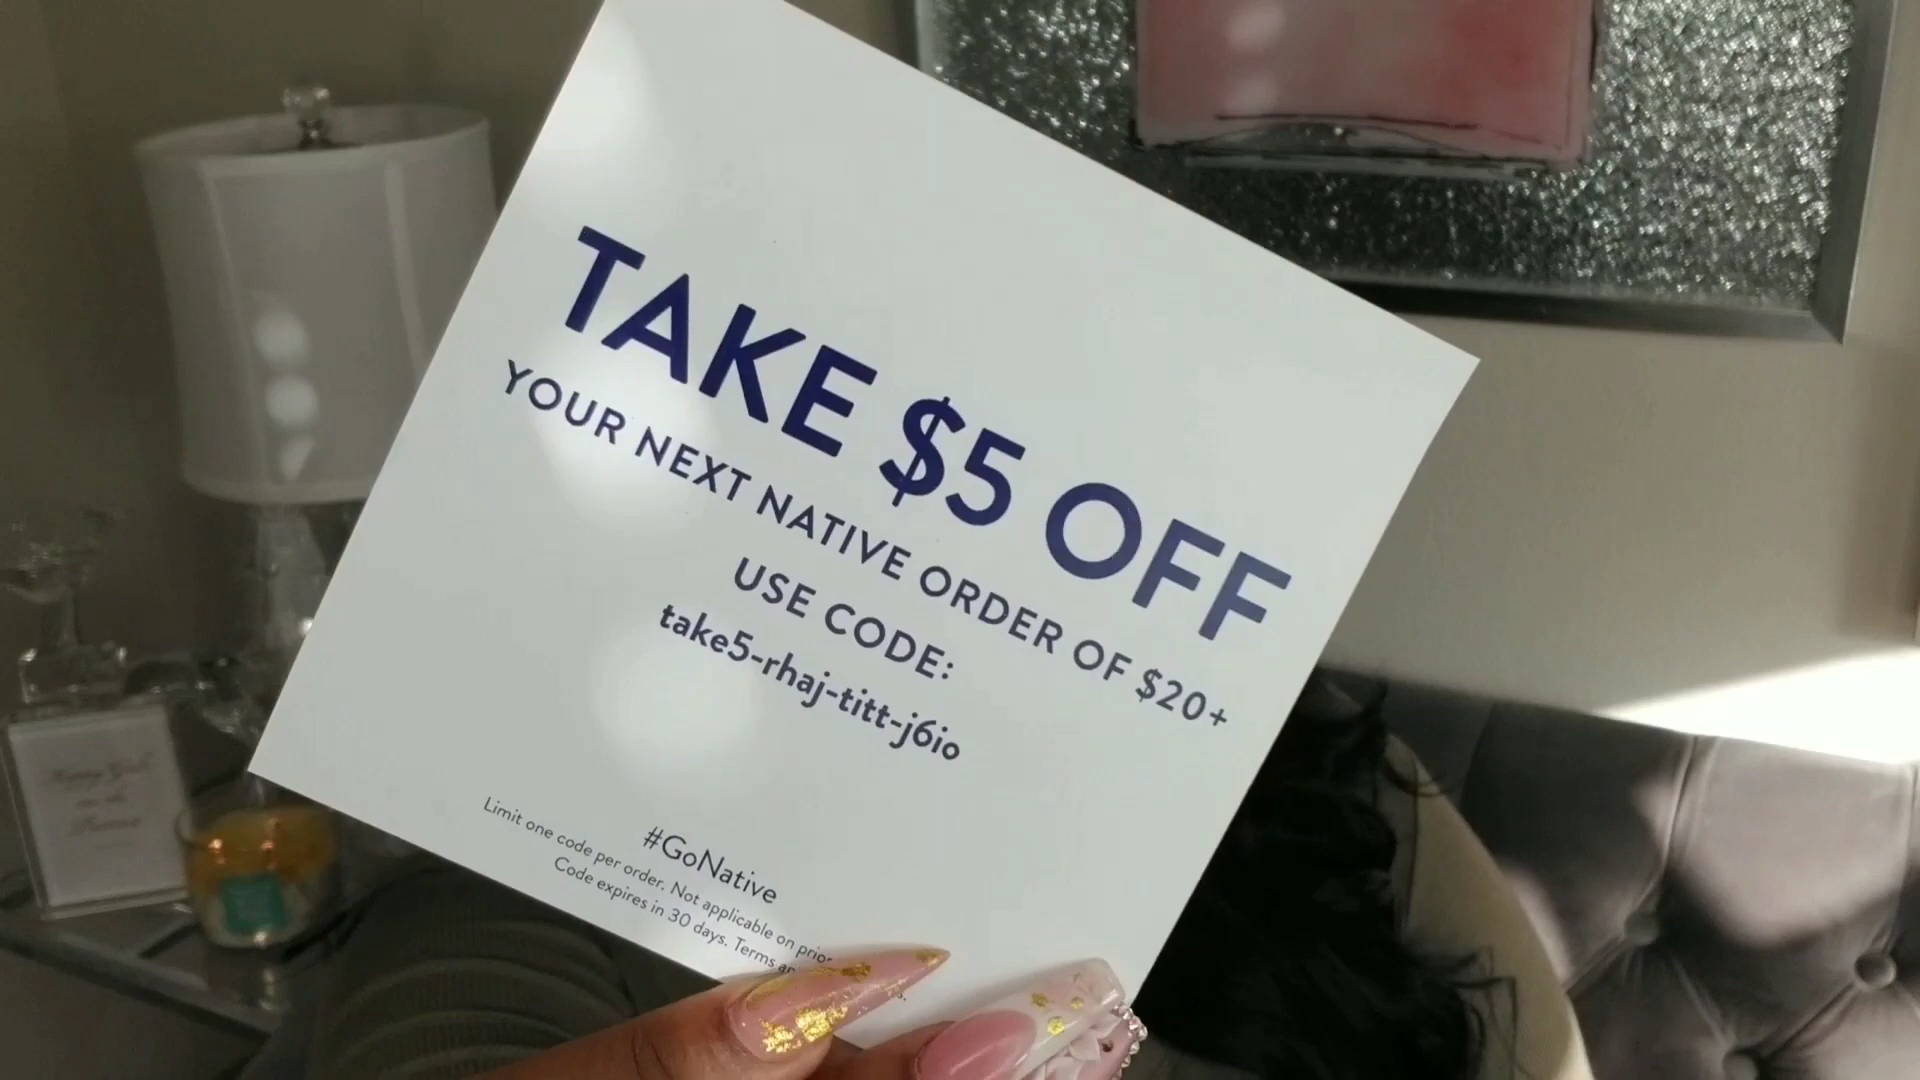 TAKE $5 OFF
YOUR NEXT NATIVE ORDER OF $20+
USE CODE:
take5-rhaj-titt-j6io
#GoNative
Limit one code per order. Not applicable on prior
Code expires in 30 days. Terms